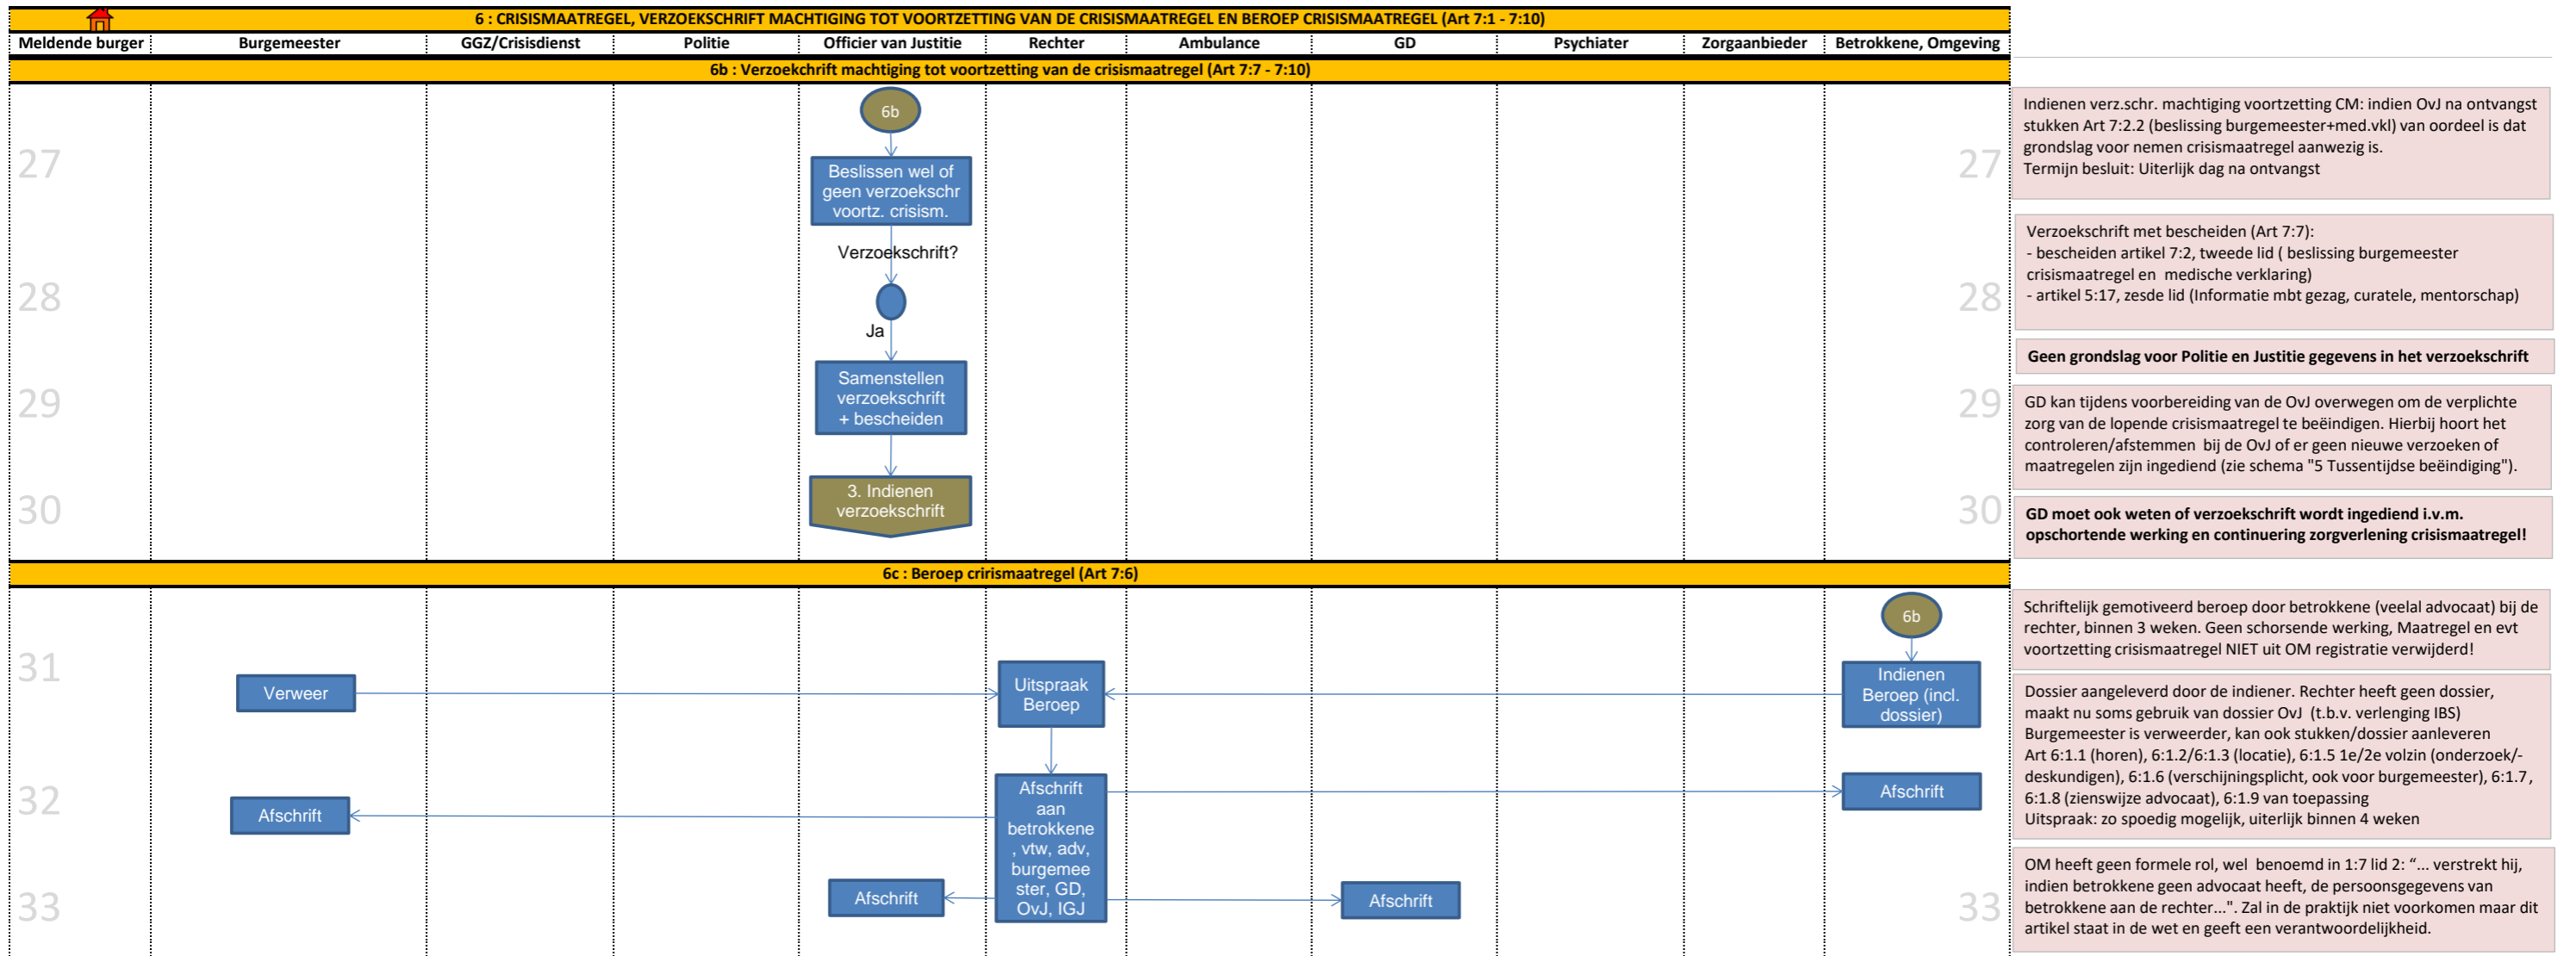 6 : CRISISMAATREGEL, VERZOEKSCHRIFT MACHTIGING TOT VOORTZETTING VAN DE CRISISMAATREGEL EN BEROEP CRISISMAATREGEL (Art 7:1 - 7:10)
Meldende burger Burgemeester GGZ/Crisisdienst Politie Officier van Justitie Rechter Ambulance GD Psychiater Zorgaanbieder Betrokkene, Omgeving
6b : Verzoekchrift machtiging tot voortzetting van de crisismaatregel (Art 7:7 - 7:10)
6b
27
Beslissen wel of
geen verzoekschr
voortz. crisism.
27
Verzoekschrift?
28
28
Ja
29
Samenstellen
verzoekschrift
+ bescheiden
29
30
3. Indienen
verzoekschrift
30
Indienen verz.schr. machtiging voortzetting CM: indien OvJ na ontvangst
stukken Art 7:2.2 (beslissing burgemeester+med.vkl) van oordeel is dat
grondslag voor nemen crisismaatregel aanwezig is.
Termijn besluit: Uiterlijk dag na ontvangst
Verzoekschrift met bescheiden (Art 7:7):
- bescheiden artikel 7:2, tweede lid ( beslissing burgemeester
crisismaatregel en  medische verklaring)
- artikel 5:17, zesde lid (Informatie mbt gezag, curatele, mentorschap)
Geen grondslag voor Politie en Justitie gegevens in het verzoekschrift
GD kan tijdens voorbereiding van de OvJ overwegen om de verplichte
zorg van de lopende crisismaatregel te beëindigen. Hierbij hoort het
controleren/afstemmen  bij de OvJ of er geen nieuwe verzoeken of
maatregelen zijn ingediend (zie schema "5 Tussentijdse beëindiging").
GD moet ook weten of verzoekschrift wordt ingediend i.v.m.
opschortende werking en continuering zorgverlening crisismaatregel!
6c : Beroep crirismaatregel (Art 7:6)
6b
31
Verweer
Uitspraak
Beroep
Indienen
Beroep (incl.
dossier)
32
Afschrift
Afschrift
aan
betrokkene
, vtw, adv,
burgemee
ster, GD,
OvJ, IGJ
Afschrift
33
Afschrift
Afschrift
33
Schriftelijk gemotiveerd beroep door betrokkene (veelal advocaat) bij de
rechter, binnen 3 weken. Geen schorsende werking, Maatregel en evt
voortzetting crisismaatregel NIET uit OM registratie verwijderd!
Dossier aangeleverd door de indiener. Rechter heeft geen dossier,
maakt nu soms gebruik van dossier OvJ  (t.b.v. verlenging IBS)
Burgemeester is verweerder, kan ook stukken/dossier aanleveren
Art 6:1.1 (horen), 6:1.2/6:1.3 (locatie), 6:1.5 1e/2e volzin (onderzoek/-
deskundigen), 6:1.6 (verschijningsplicht, ook voor burgemeester), 6:1.7 ,
6:1.8 (zienswijze advocaat), 6:1.9 van toepassing
Uitspraak: zo spoedig mogelijk, uiterlijk binnen 4 weken
OM heeft geen formele rol, wel  benoemd in 1:7 lid 2: “... verstrekt hij,
indien betrokkene geen advocaat heeft, de persoonsgegevens van
betrokkene aan de rechter...". Zal in de praktijk niet voorkomen maar dit
artikel staat in de wet en geeft een verantwoordelijkheid.